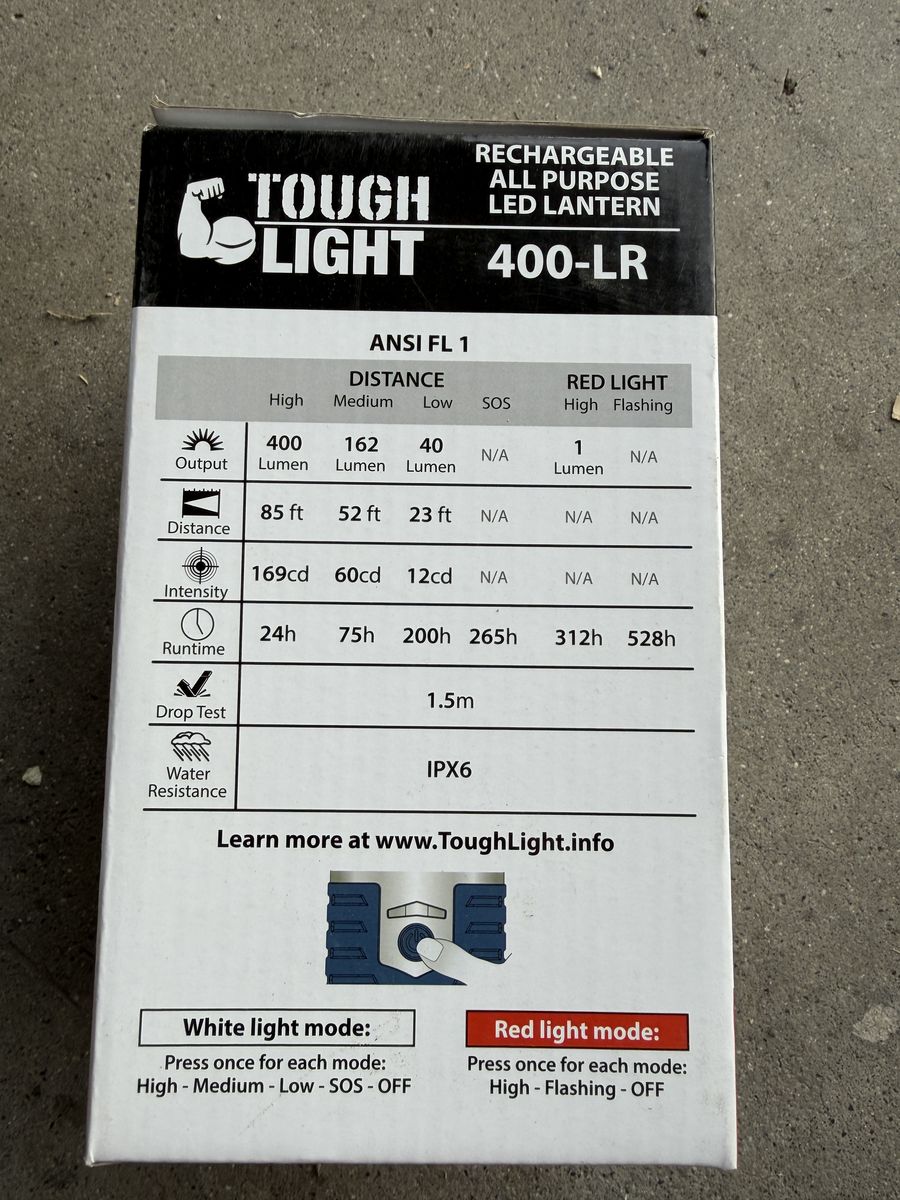 TOUGH
LIGHT
RECHARGEABLE
ALL PURPOSE
LED LANTERN
400-LR
ANSI FL 1
DISTANCE
RED LIGHT
High Medium Low SOS High Flashing
Output 400 Lumen 162 Lumen 40 Lumen N/A 1 Lumen N/A
Distance 85 ft 52 ft 23 ft N/A N/A N/A
Intensity 169cd 60cd 12cd N/A N/A N/A
Runtime 24h 75h 200h 265h 312h 528h
Drop Test 1.5m
Water Resistance IPX6
Learn more at www.ToughLight.info
White light mode:
Press once for each mode:
High - Medium - Low - SOS - OFF
Red light mode:
Press once for each mode:
High - Flashing - OFF